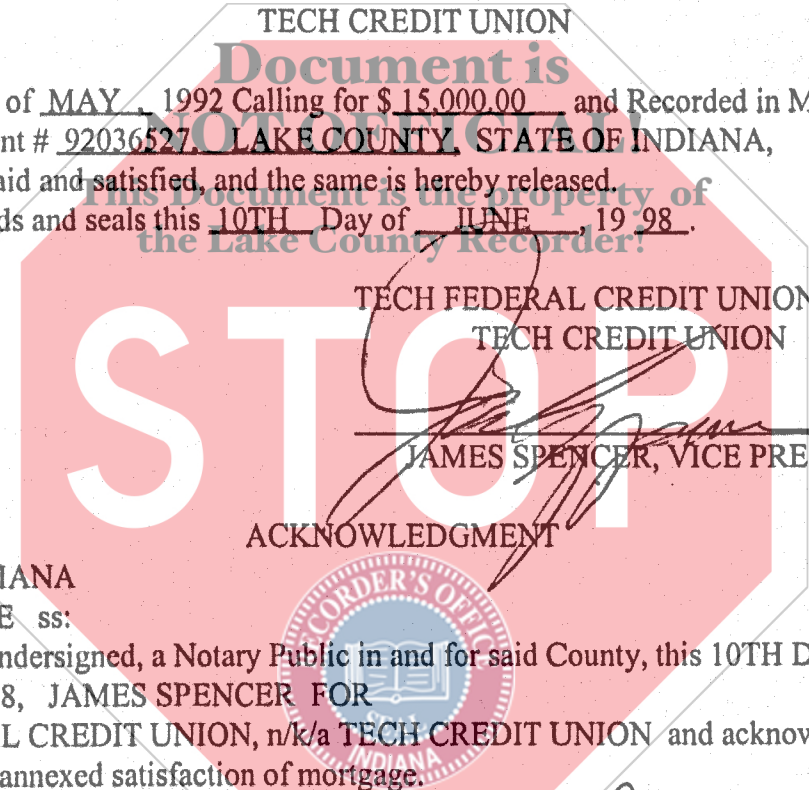 TECH CREDIT UNION
Document is
of MAY , 1992 Calling for $ 15,000.00 and Recorded in M
NOT OFFICIAL!
nt # 92036527, LAKE COUNTY, STATE OF INDIANA,
aid and satisfied, and the same is hereby released.
This Document is the property of
ds and seals this 10TH Day of JUNE , 19 98 .
the Lake County Recorder!
TECH FEDERAL CREDIT UNION
TECH CREDIT UNION
STOP
JAMES SPENCER, VICE PRE
ACKNOWLEDGMENT
IANA
E ss:
RECORDER'S OFFICE
ndersigned, a Notary Public in and for said County, this 10TH D
8, JAMES SPENCER FOR
SEAL
L CREDIT UNION, n/k/a TECH CREDIT UNION and acknov
INDIANA
annexed satisfaction of mortgage.